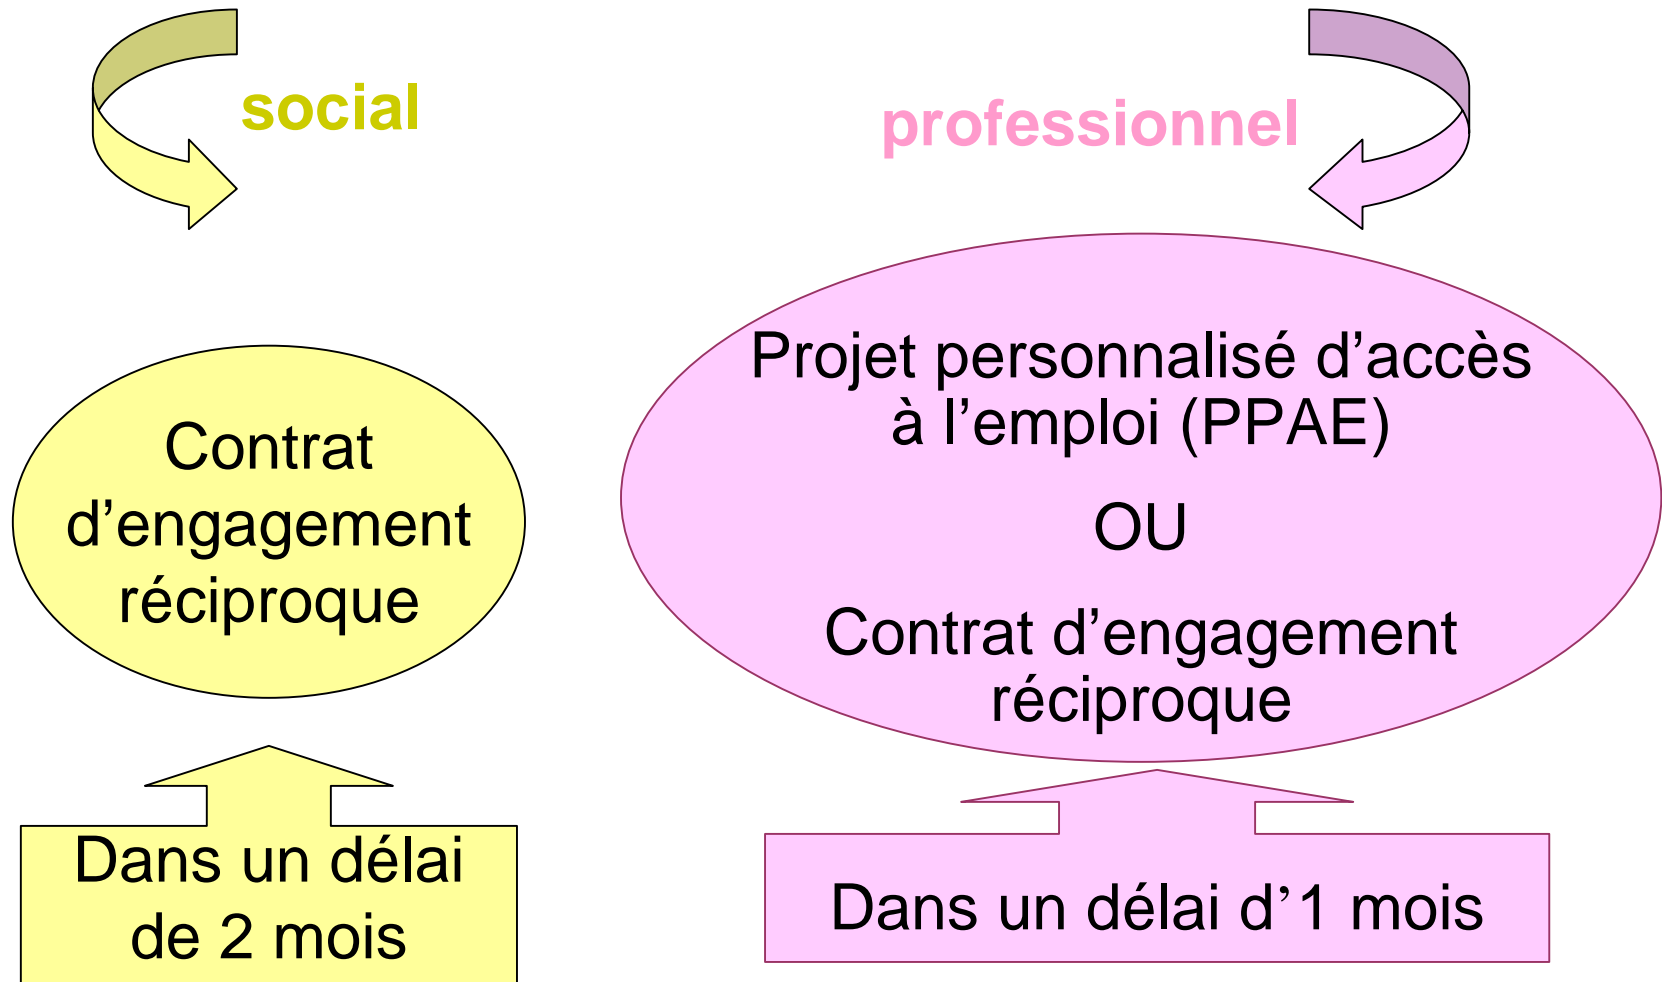 social
professionnel
Contrat
d’engagement
réciproque
Projet personnalisé d’accès
à l’emploi (PPAE)
OU
Contrat d’engagement
réciproque
Dans un délai
de 2 mois
Dans un délai d’1 mois